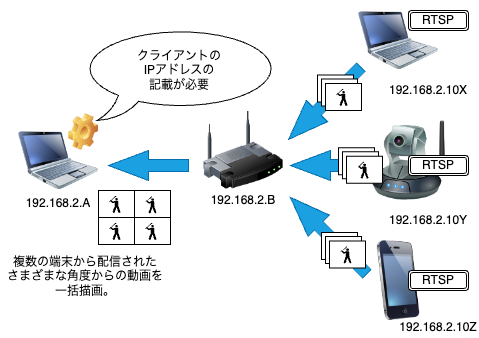 クライアントの
IPアドレスの
記載が必要
RTSP
192.168.2.10X
RTSP
192.168.2.10Y
RTSP
192.168.2.10Z
192.168.2.B
192.168.2.A
複数の端末から配信された
さまざまな角度からの動画を
一括描画。